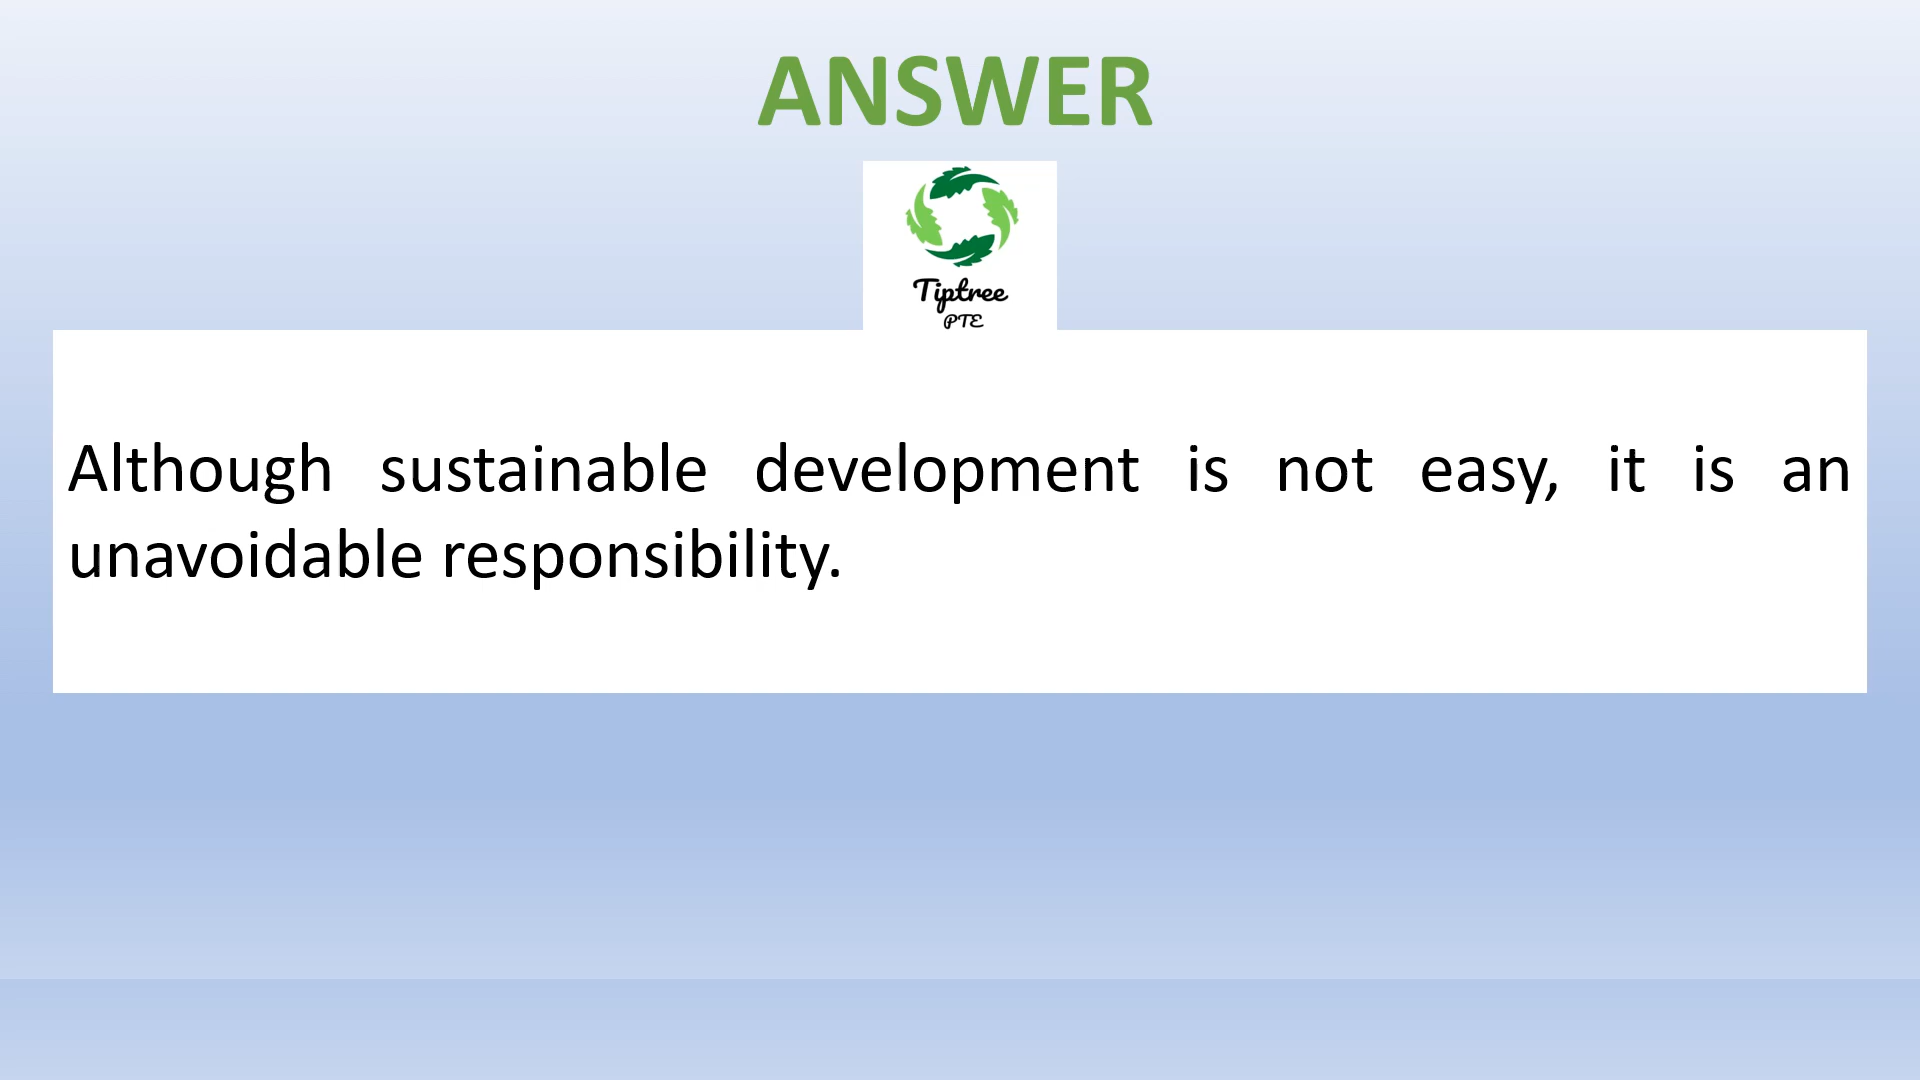 ANSWER
Tiptree
PTE
Although sustainable development is not easy, it is an
unavoidable responsibility.